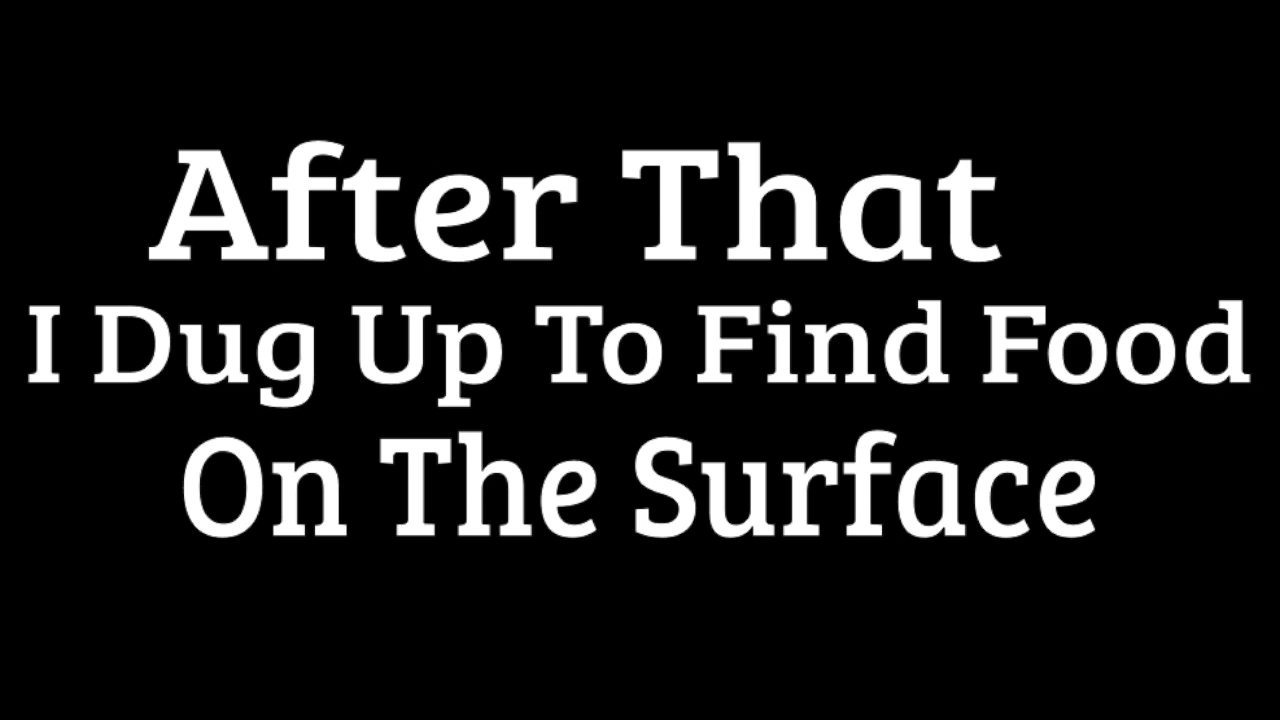 After That
I Dug Up To Find Food
On The Surface